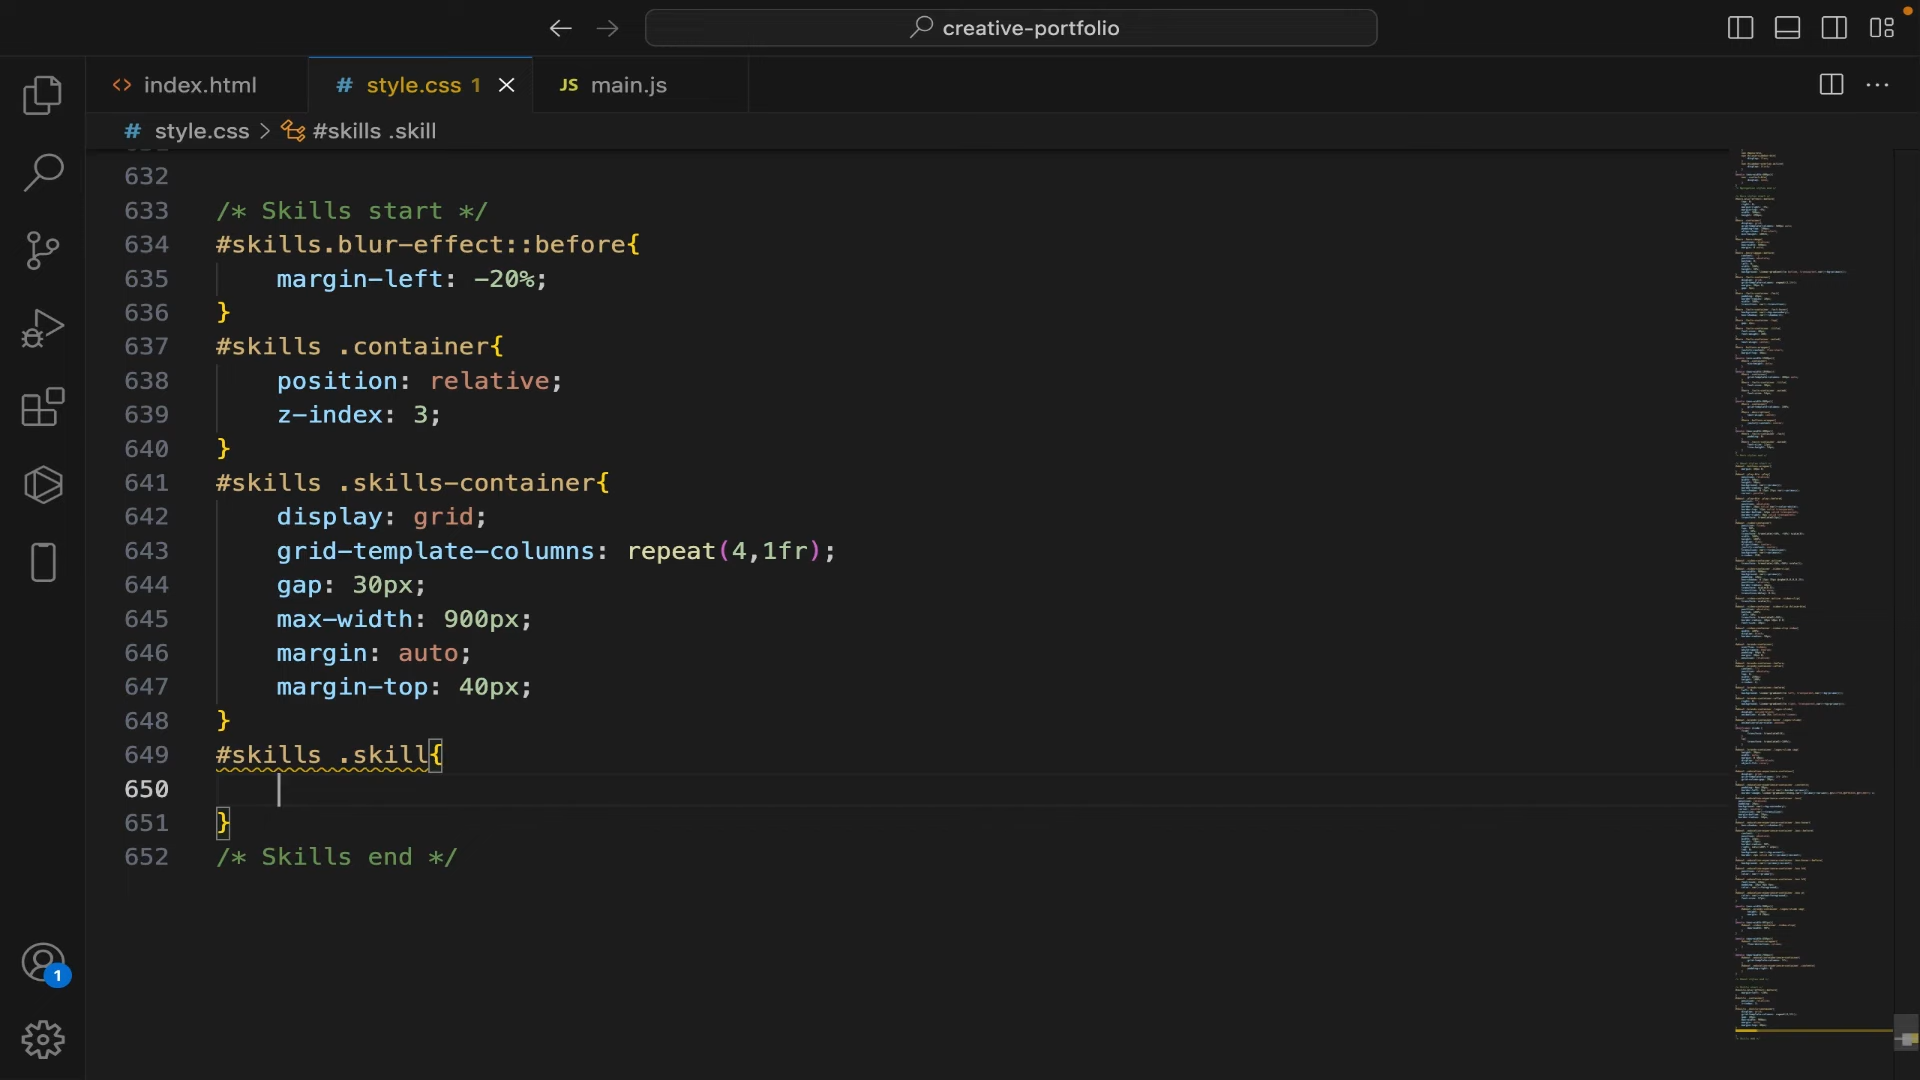 creative-portfolio
<> index.html
# style.css 1
JS main.js
# style.css > #skills .skill
632
633 /* Skills start */
634 #skills.blur-effect::before{
635     margin-left: -20%;
636 }
637 #skills .container{
638     position: relative;
639     z-index: 3;
640 }
641 #skills .skills-container{
642     display: grid;
643     grid-template-columns: repeat(4,1fr);
644     gap: 30px;
645     max-width: 900px;
646     margin: auto;
647     margin-top: 40px;
648 }
649 #skills .skill{
650
651 }
652 /* Skills end */
1